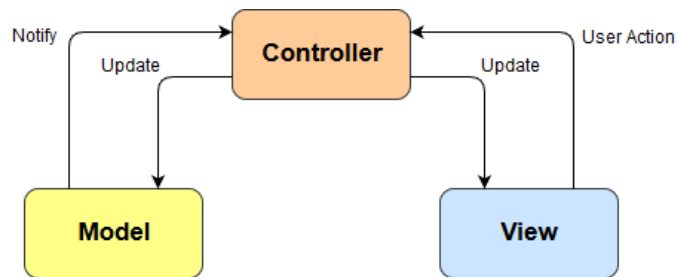 Notify
User Action
Controller
Update
Update
Model
View